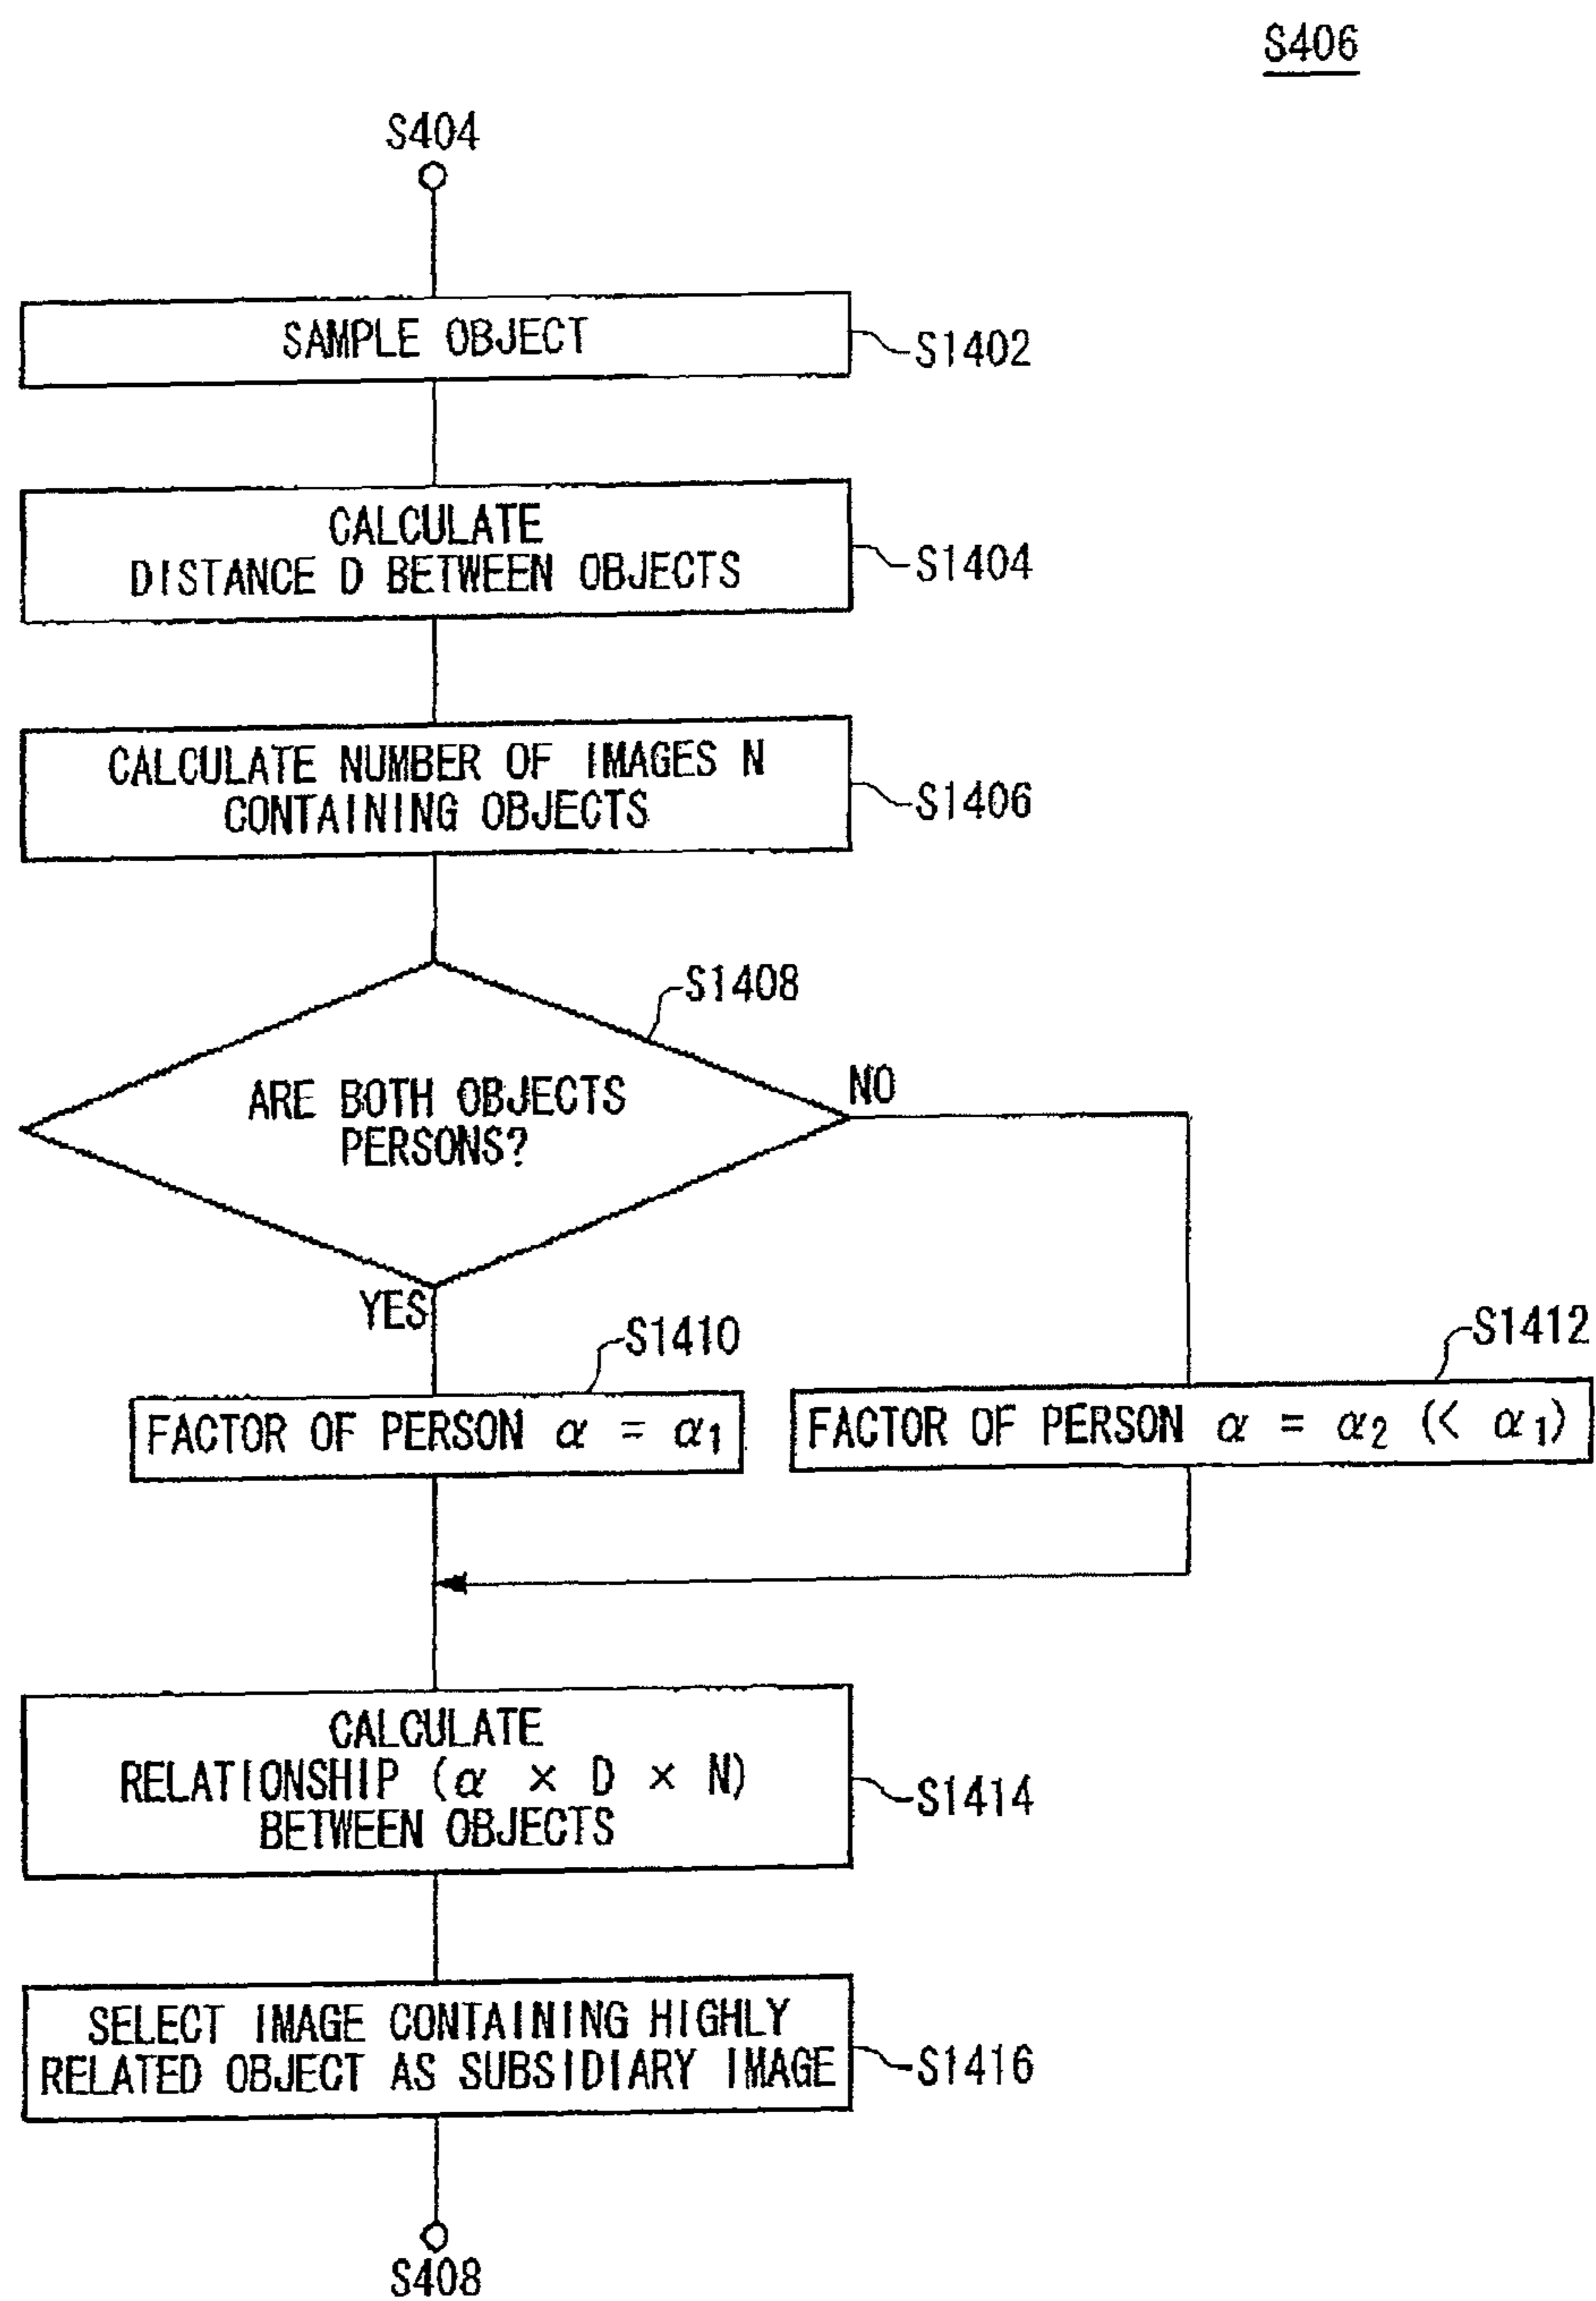 S406
S404
SAMPLE OBJECT
S1402
CALCULATE
DISTANCE D BETWEEN OBJECTS
S1404
CALCULATE NUMBER OF IMAGES N
CONTAINING OBJECTS
S1406
S1408
ARE BOTH OBJECTS
PERSONS?
NO
YES
S1410
FACTOR OF PERSON α = α1
S1412
FACTOR OF PERSON α = α2 (< α1)
CALCULATE
RELATIONSHIP (α × D × N)
BETWEEN OBJECTS
S1414
SELECT IMAGE CONTAINING HIGHLY
RELATED OBJECT AS SUBSIDIARY IMAGE
S1416
S408